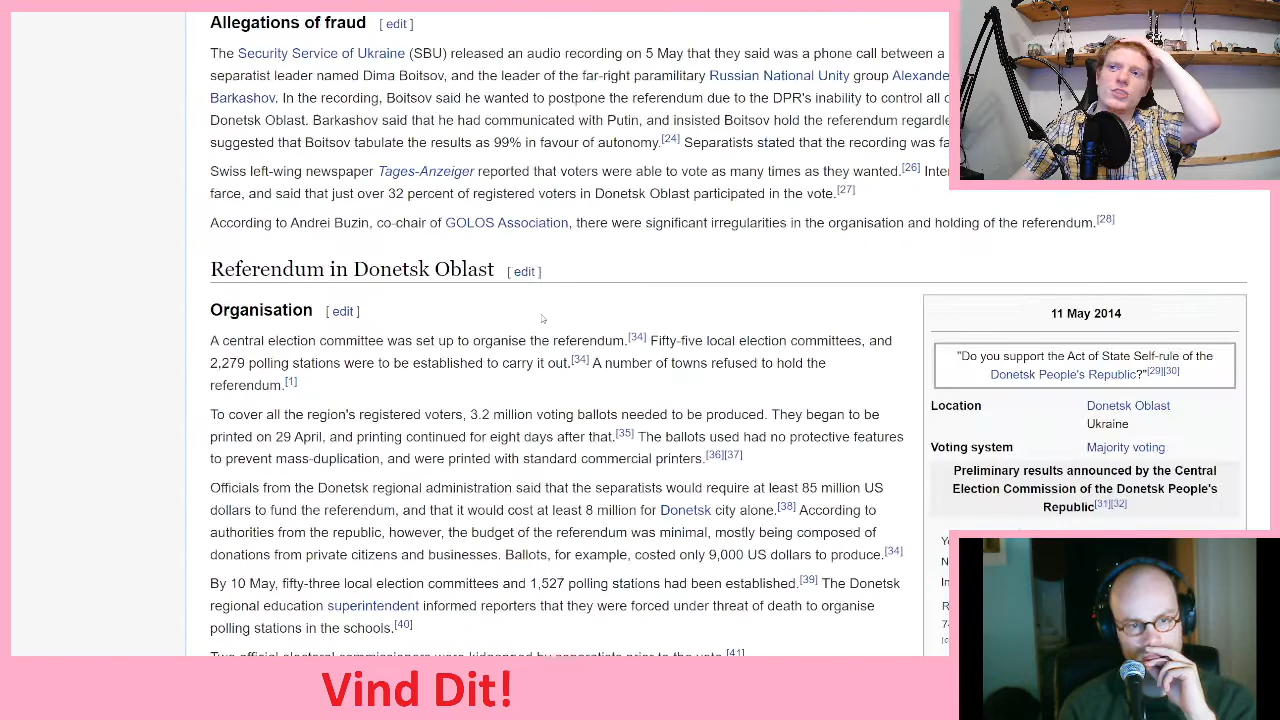 Allegations of fraud [ edit ]
The Security Service of Ukraine (SBU) released an audio recording on 5 May that they said was a phone call between a
separatist leader named Dima Boitsov, and the leader of the far-right paramilitary Russian National Unity group
Barkashov. In the recording, Boitsov said he wanted to postpone the referendum due to the DPR's inability to control all
Donetsk Oblast. Barkashov said that he had communicated with Putin, and insisted Boitsov hold the referendum
suggested that Boitsov tabulate the results as 99% in favour of autonomy.[24] Separatists stated that the recording was
Swiss left-wing newspaper Tages-Anzeiger reported that voters were able to vote as many times as they wanted.[26]
farce, and said that just over 32 percent of registered voters in Donetsk Oblast participated in the vote.[27]
According to Andrei Buzin, co-chair of GOLOS Association, there were significant irregularities in the organisation and holding of the referendum.[28]
Referendum in Donetsk Oblast [ edit ]
Organisation [ edit ]
A central election committee was set up to organise the referendum.[34] Fifty-five local election committees, and
2,279 polling stations were to be established to carry it out.[34] A number of towns refused to hold the
referendum.[1]
To cover all the region's registered voters, 3.2 million voting ballots needed to be produced. They began to be
printed on 29 April, and printing continued for eight days after that.[35] The ballots used had no protective features
to prevent mass-duplication, and were printed with standard commercial printers.[36][37]
Officials from the Donetsk regional administration said that the separatists would require at least 85 million US
dollars to fund the referendum, and that it would cost at least 8 million for Donetsk city alone.[38] According to
authorities from the republic, however, the budget of the referendum was minimal, mostly being composed of
donations from private citizens and businesses. Ballots, for example, costed only 9,000 US dollars to produce.[34]
By 10 May, fifty-three local election committees and 1,527 polling stations had been established.[39] The Donetsk
regional education superintendent informed reporters that they were forced under threat of death to organise
polling stations in the schools.[40]
Two official electoral commissioners were kidnapped by separatists prior to the vote.[41]
11 May 2014
"Do you support the Act of State Self-rule of the
Donetsk People's Republic?"[29][30]
Location Donetsk Oblast
Ukraine
Voting system Majority voting
Preliminary results announced by the Central
Election Commission of the Donetsk People's
Republic[31][32]
Vind Dit!